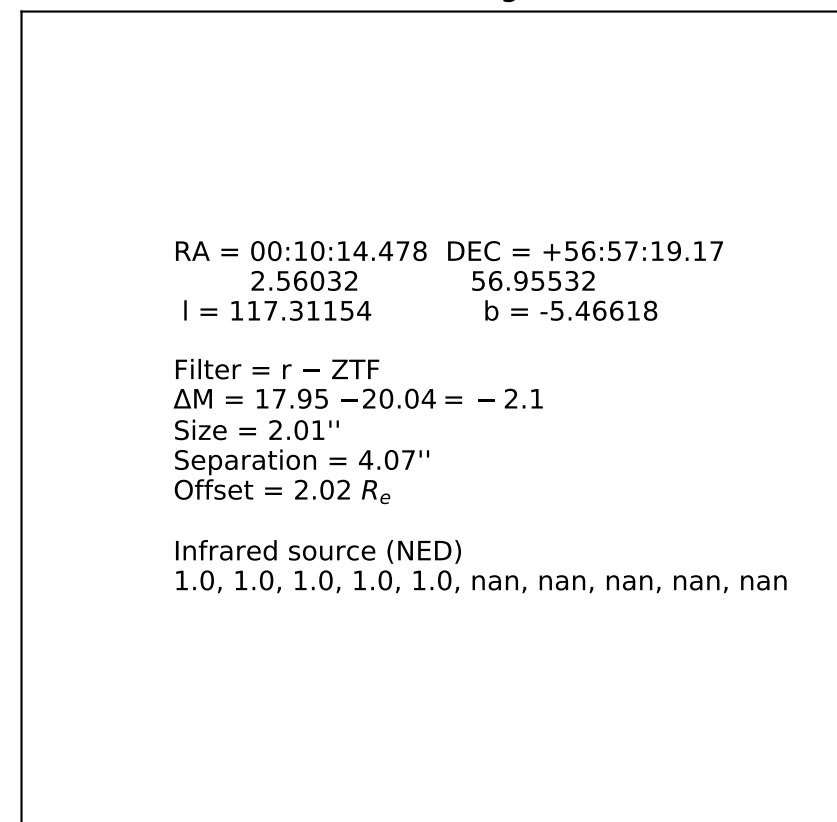 RA = 00:10:14.478 DEC = +56:57:19.17
2.56032 56.95532
l = 117.31154 b = -5.46618
Filter = r − ZTF
ΔM = 17.95 −20.04 = − 2.1
Size = 2.01''
Separation = 4.07''
Offset = 2.02 Rₑ
Infrared source (NED)
1.0, 1.0, 1.0, 1.0, 1.0, nan, nan, nan, nan, nan